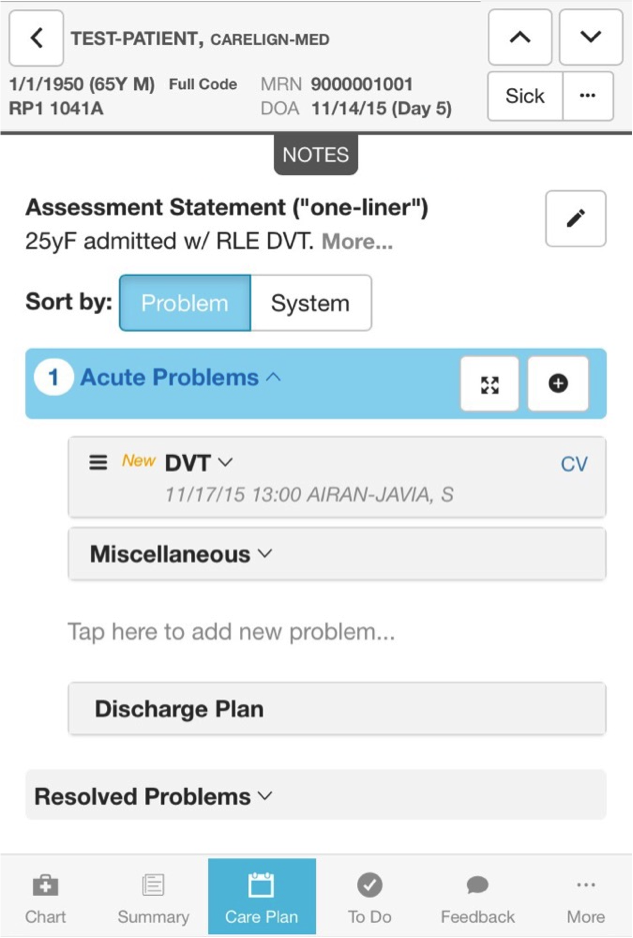 TEST-PATIENT, CARELIGN-MED
1/1/1950 (65Y M) Full Code MRN 9000001001
RP1 1041A DOA 11/14/15 (Day 5)
Sick ...
NOTES
Assessment Statement ("one-liner")
25yF admitted w/ RLE DVT. More...
Sort by: Problem System
1 Acute Problems
New DVT CV
11/17/15 13:00 AIRAN-JAVIA, S
Miscellaneous
Tap here to add new problem...
Discharge Plan
Resolved Problems
Chart Summary Care Plan To Do Feedback More